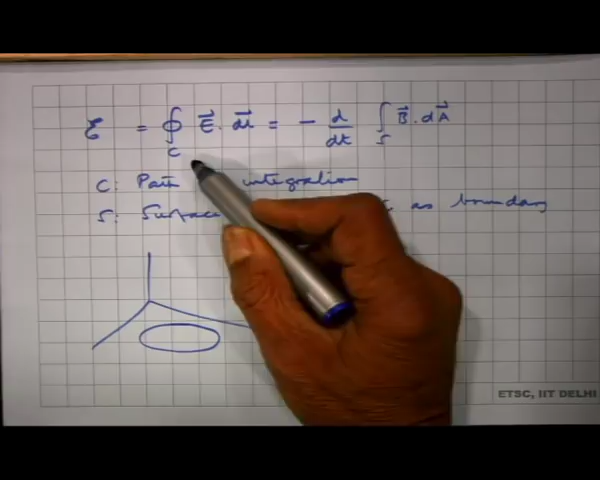 ℰ = ∮_C E⃗ · dl⃗ = - d/dt ∫_S B⃗ · dA⃗
C: Path integration
S: Surface as boundary
ETSC, IIT DELHI